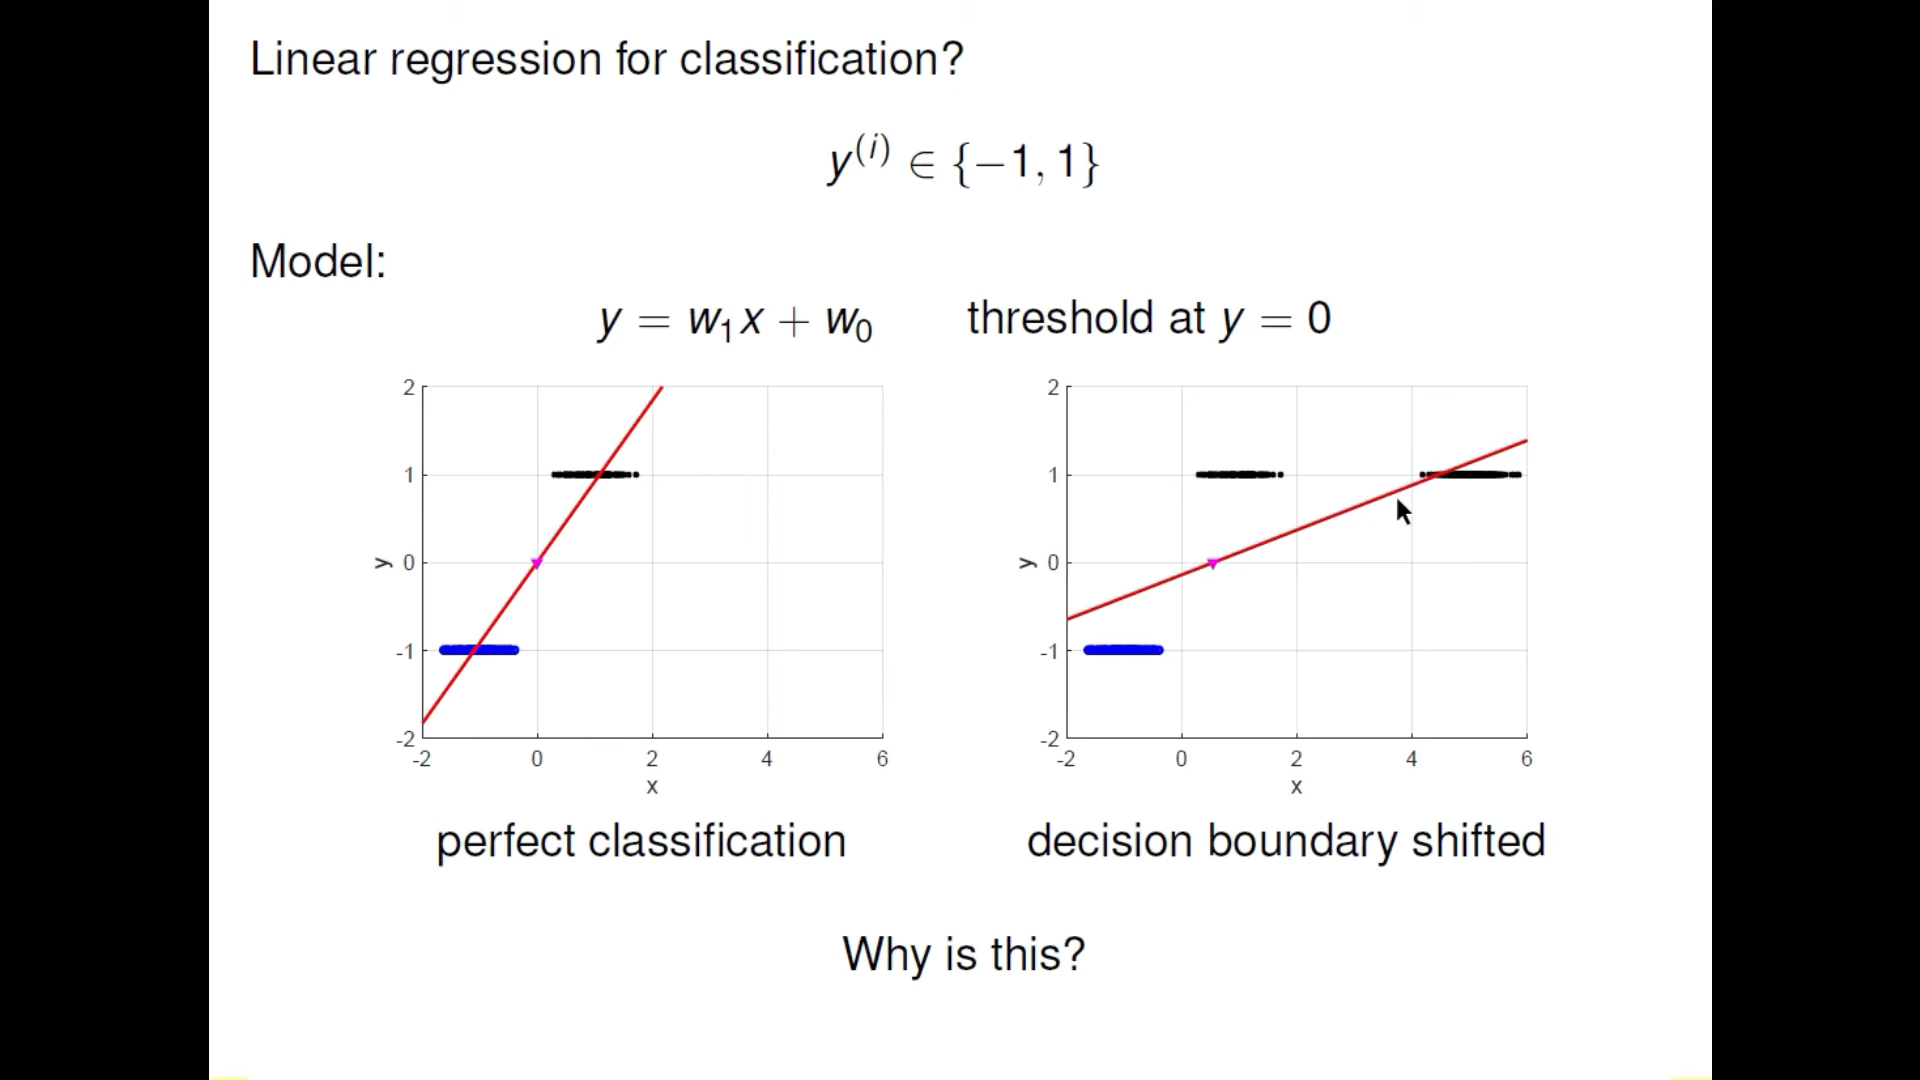 Linear regression for classification?
y^(i) ∈ {−1, 1}
Model:
y = w₁x + w₀ threshold at y = 0
2
1
0
-1
-2
y
-2 0 2 4 6
x
2
1
0
-1
-2
y
-2 0 2 4 6
x
perfect classification
decision boundary shifted
Why is this?